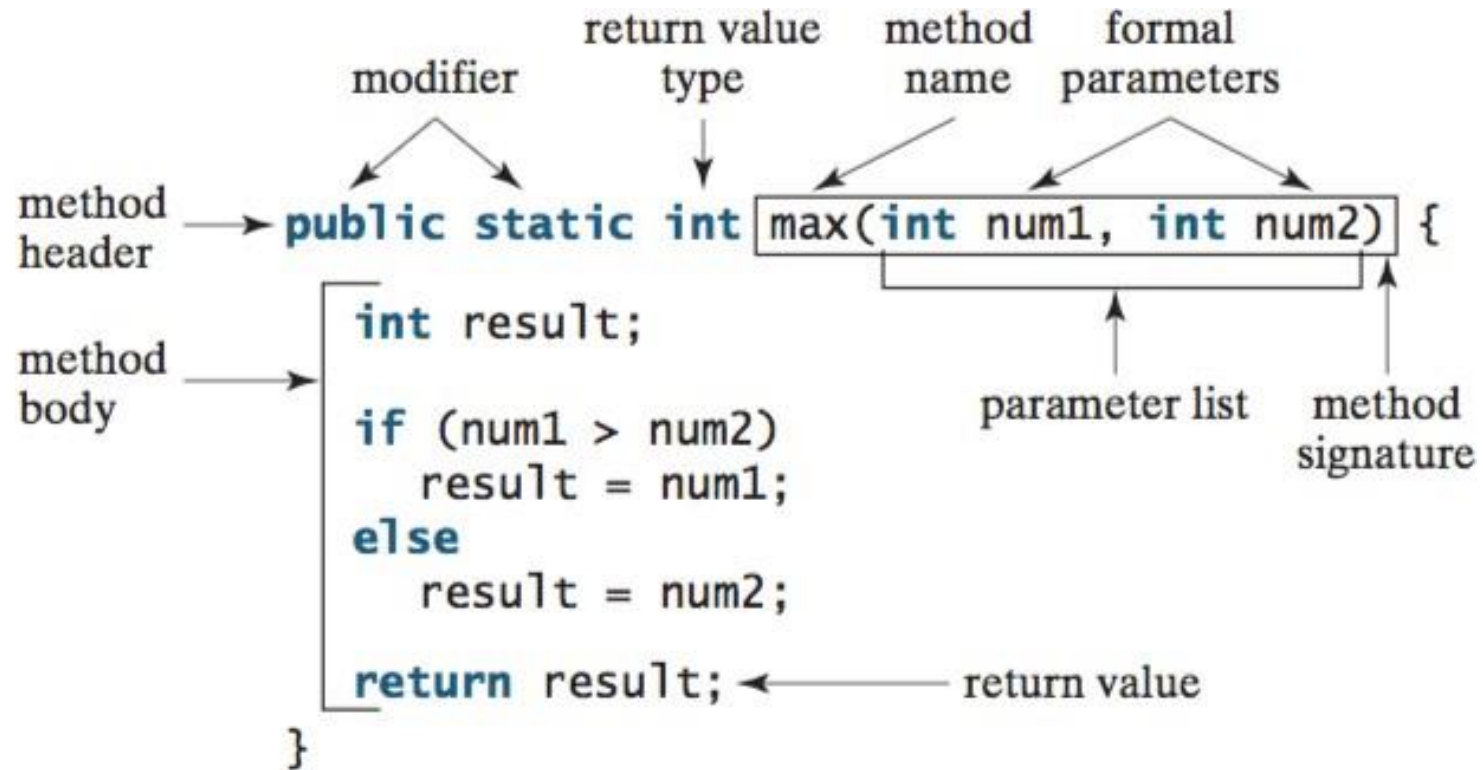 return value method formal
modifier type name parameters
method
header
public static int max(int num1, int num2) {
int result;
method
body
parameter list method
signature
if (num1 > num2)
result = num1;
else
result = num2;
return result; return value
}